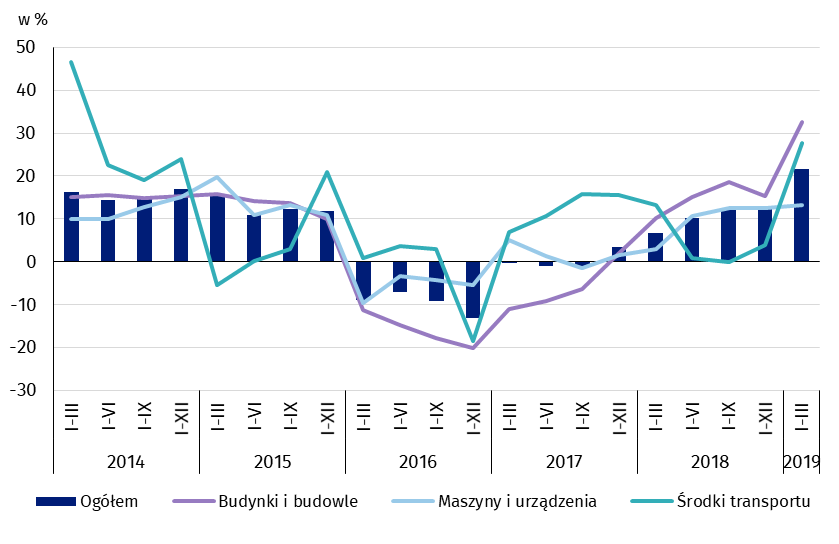 w %
50
40
30
20
10
0
-10
-20
-30
I-III I-VI I-IX I-XII I-III I-VI I-IX I-XII I-III I-VI I-IX I-XII I-III I-VI I-IX I-XII I-III I-VI I-IX I-XII I-III
2014 2015 2016 2017 2018 2019
Ogółem Budynki i budowle Maszyny i urządzenia Środki transportu